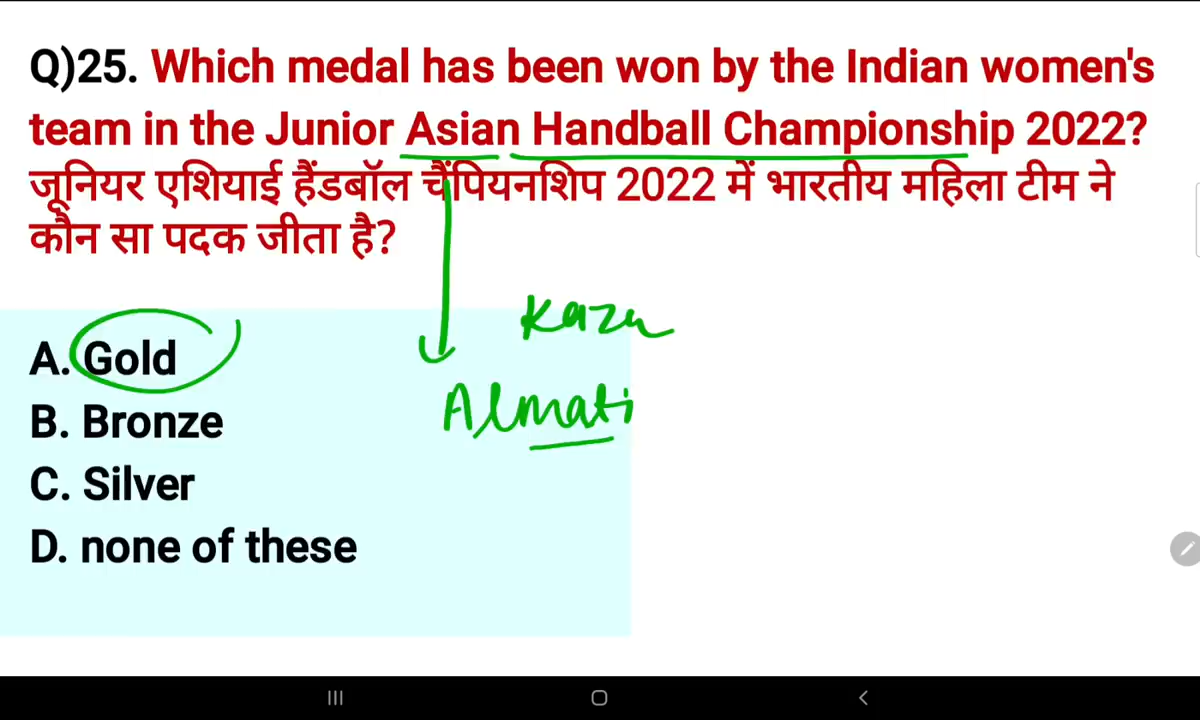 Q)25. Which medal has been won by the Indian women's
team in the Junior Asian Handball Championship 2022?
जूनियर एशियाई हैंडबॉल चैंपियनशिप 2022 में भारतीय महिला टीम ने
कौन सा पदक जीता है?
Kaza
A. Gold
Almati
B. Bronze
C. Silver
D. none of these